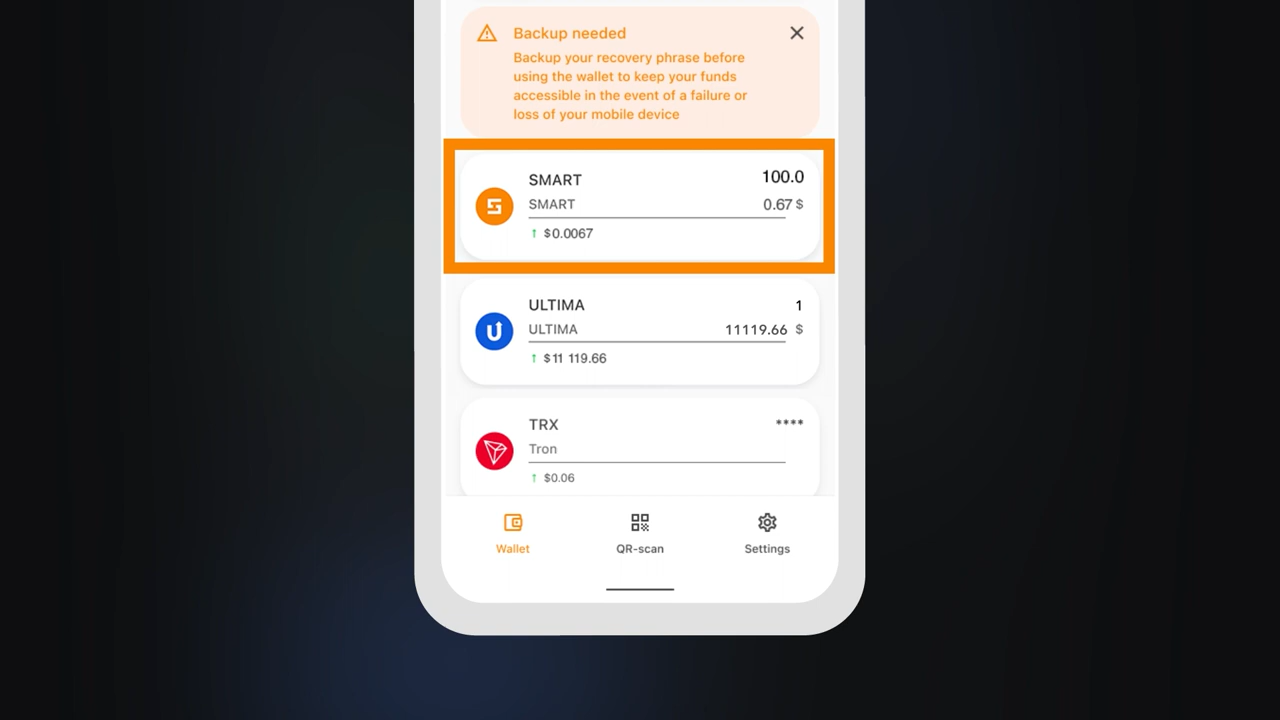 Backup needed
Backup your recovery phrase before
using the wallet to keep your funds
accessible in the event of a failure or
loss of your mobile device
SMART 100.0
SMART 0.67 $
↑ $0.0067
ULTIMA 1
ULTIMA 11119.66 $
↑ $11 119.66
TRX ****
Tron
↑ $0.06
Wallet QR-scan Settings